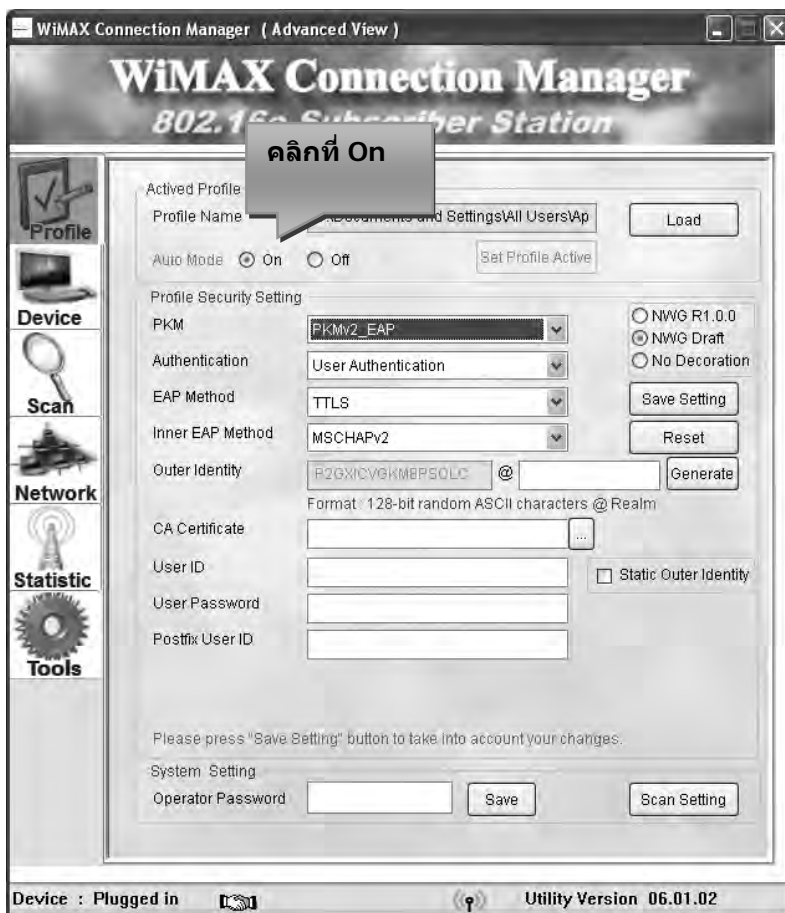 WiMAX Connection Manager ( Advanced View )
WiMAX Connection Manager
802.16e Subscriber Station
คลิกที่ On
Profile
Device
Scan
Network
Statistic
Tools
Actived Profile
Profile Name
Documents and Settings\All Users\Ap
Load
Auto Mode On Off Set Profile Active
Profile Security Setting
PKM PKMv2_EAP
NWG R1.0.0
NWG Draft
No Decoration
Authentication User Authentication
EAP Method TTLS Save Setting
Inner EAP Method MSCHAPv2 Reset
Outer Identity @ Generate
Format : 128-bit random ASCII characters @ Realm
CA Certificate ...
User ID
Static Outer Identity
User Password
Postfix User ID
Please press "Save Setting" button to take into account your changes.
System Setting
Operator Password Save Scan Setting
Device : Plugged in Utility Version 06.01.02